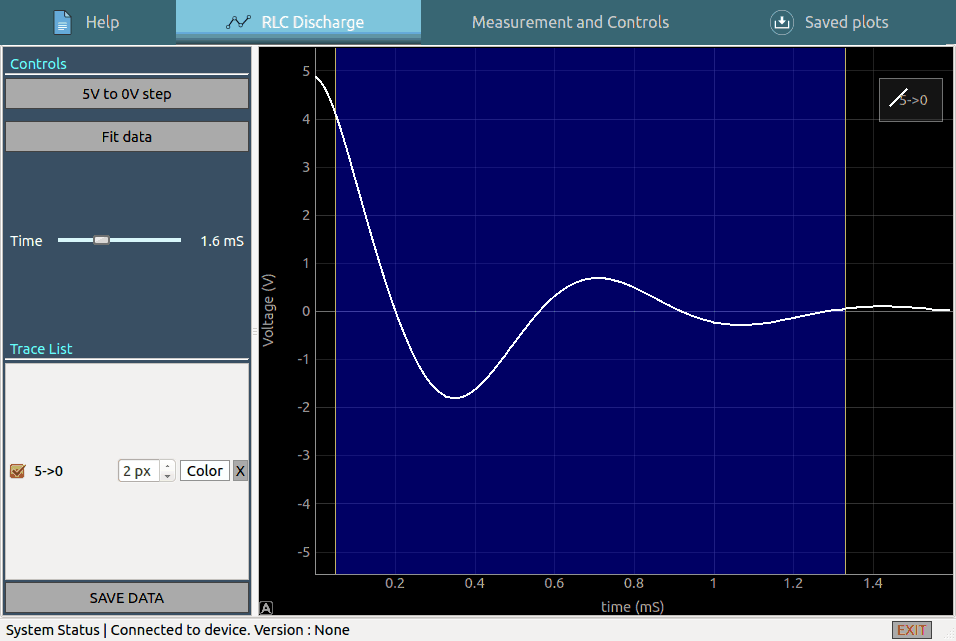 Help
RLC Discharge
Measurement and Controls
Saved plots
Controls
5V to 0V step
Fit data
Time 1.6 mS
Trace List
5->0 2 px Color X
SAVE DATA
5
4
3
2
1
0
-1
-2
-3
-4
-5
Voltage (V)
5->0
0.2 0.4 0.6 0.8 1 1.2 1.4
time (mS)
A
System Status | Connected to device. Version : None
EXIT